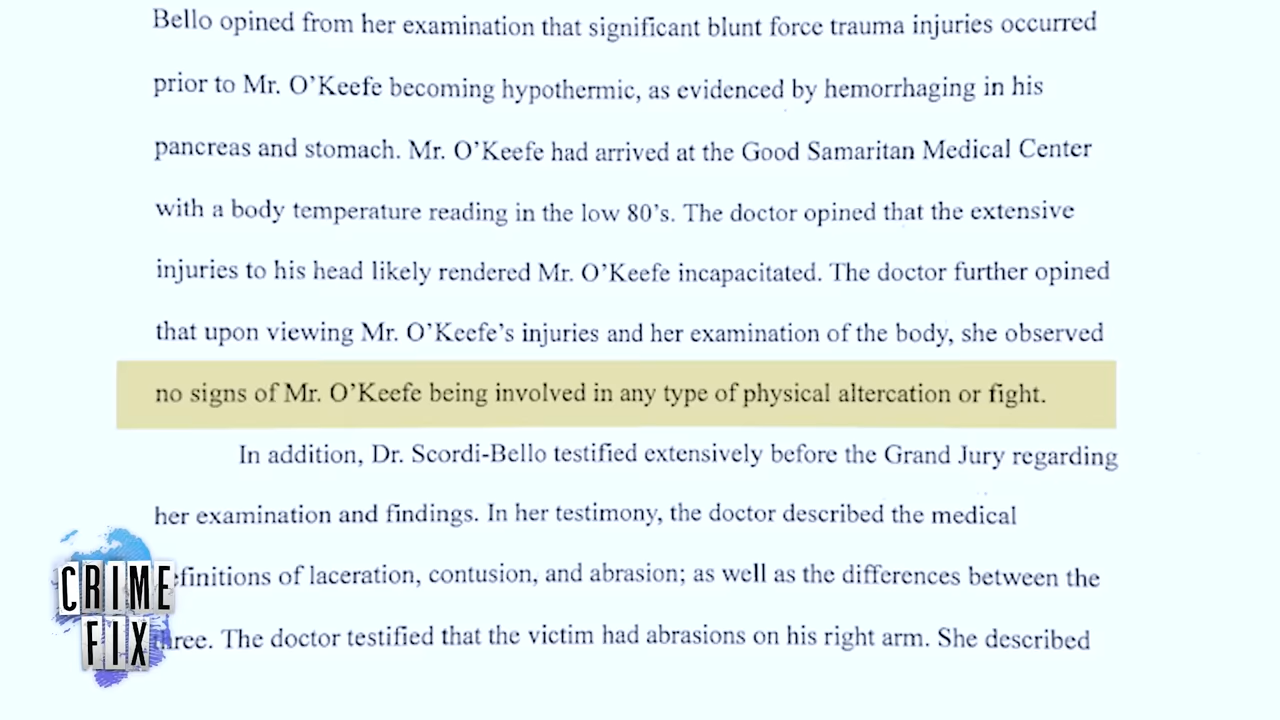 Bello opined from her examination that significant blunt force trauma injuries occurred
prior to Mr. O’Keefe becoming hypothermic, as evidenced by hemorrhaging in his
pancreas and stomach. Mr. O’Keefe had arrived at the Good Samaritan Medical Center
with a body temperature reading in the low 80’s. The doctor opined that the extensive
injuries to his head likely rendered Mr. O’Keefe incapacitated. The doctor further opined
that upon viewing Mr. O’Keefe’s injuries and her examination of the body, she observed
no signs of Mr. O’Keefe being involved in any type of physical altercation or fight.
In addition, Dr. Scordi-Bello testified extensively before the Grand Jury regarding
her examination and findings. In her testimony, the doctor described the medical
efinitions of laceration, contusion, and abrasion; as well as the differences between the
hree. The doctor testified that the victim had abrasions on his right arm. She described
CRIME
FIX